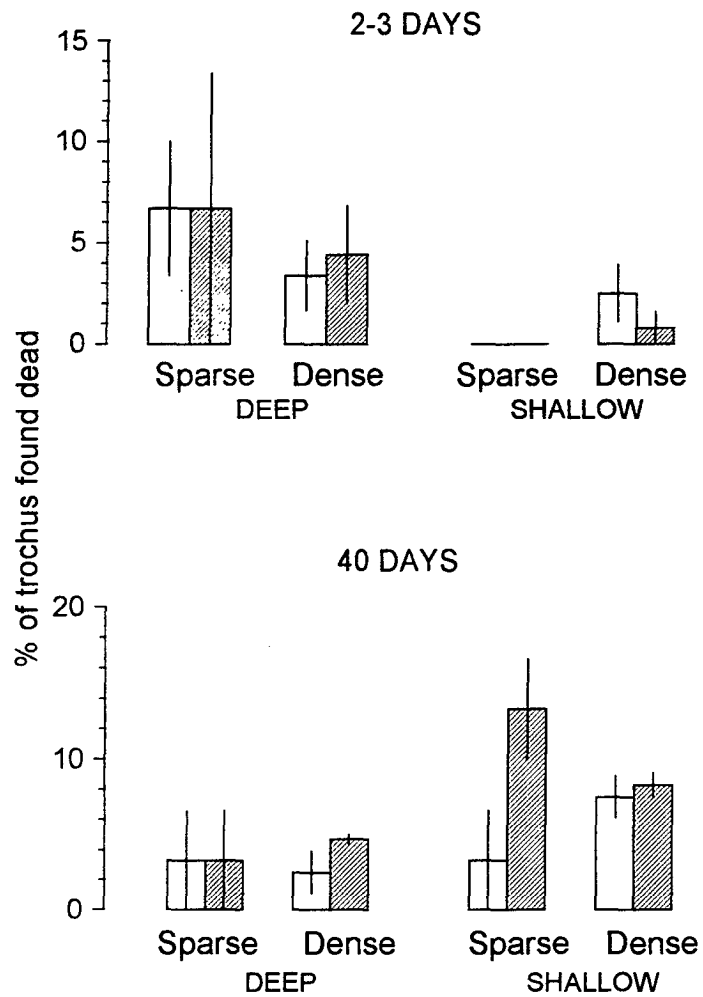 2-3 DAYS
15
10
5
0
Sparse Dense Sparse Dense
DEEP SHALLOW
% of trochus found dead
40 DAYS
20
10
0
Sparse Dense Sparse Dense
DEEP SHALLOW